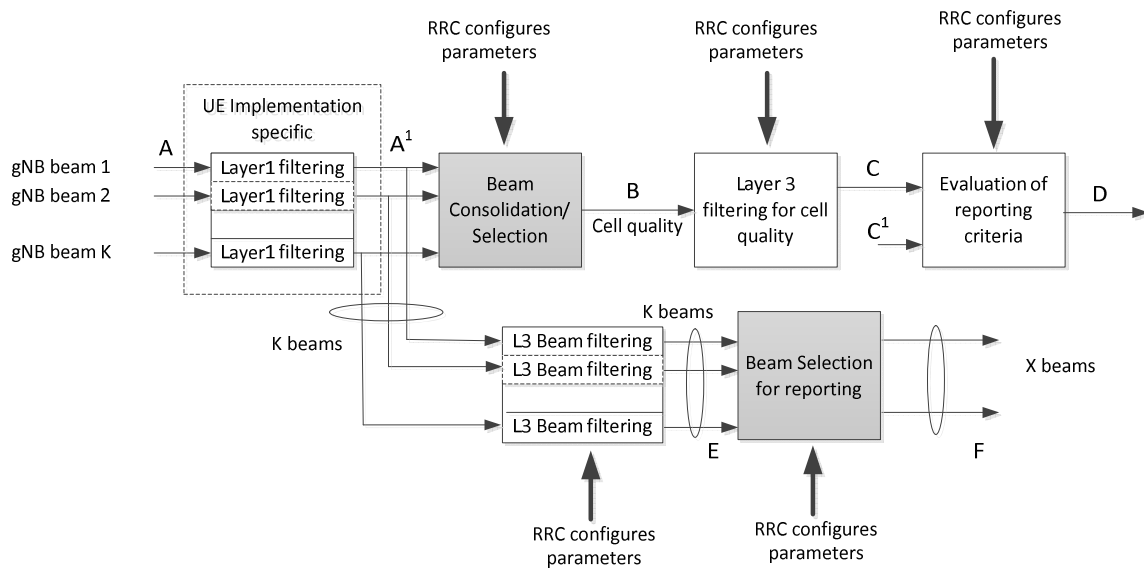 RRC configures
parameters
RRC configures
parameters
RRC configures
parameters
UE Implementation
specific
A
A¹
gNB beam 1
Layer1 filtering
gNB beam 2
Layer1 filtering
gNB beam K
Layer1 filtering
Beam
Consolidation/
Selection
B
Cell quality
Layer 3
filtering for cell
quality
C
C¹
Evaluation of
reporting
criteria
D
K beams
L3 Beam filtering
L3 Beam filtering
L3 Beam filtering
K beams
E
Beam Selection
for reporting
X beams
F
RRC configures
parameters
RRC configures
parameters